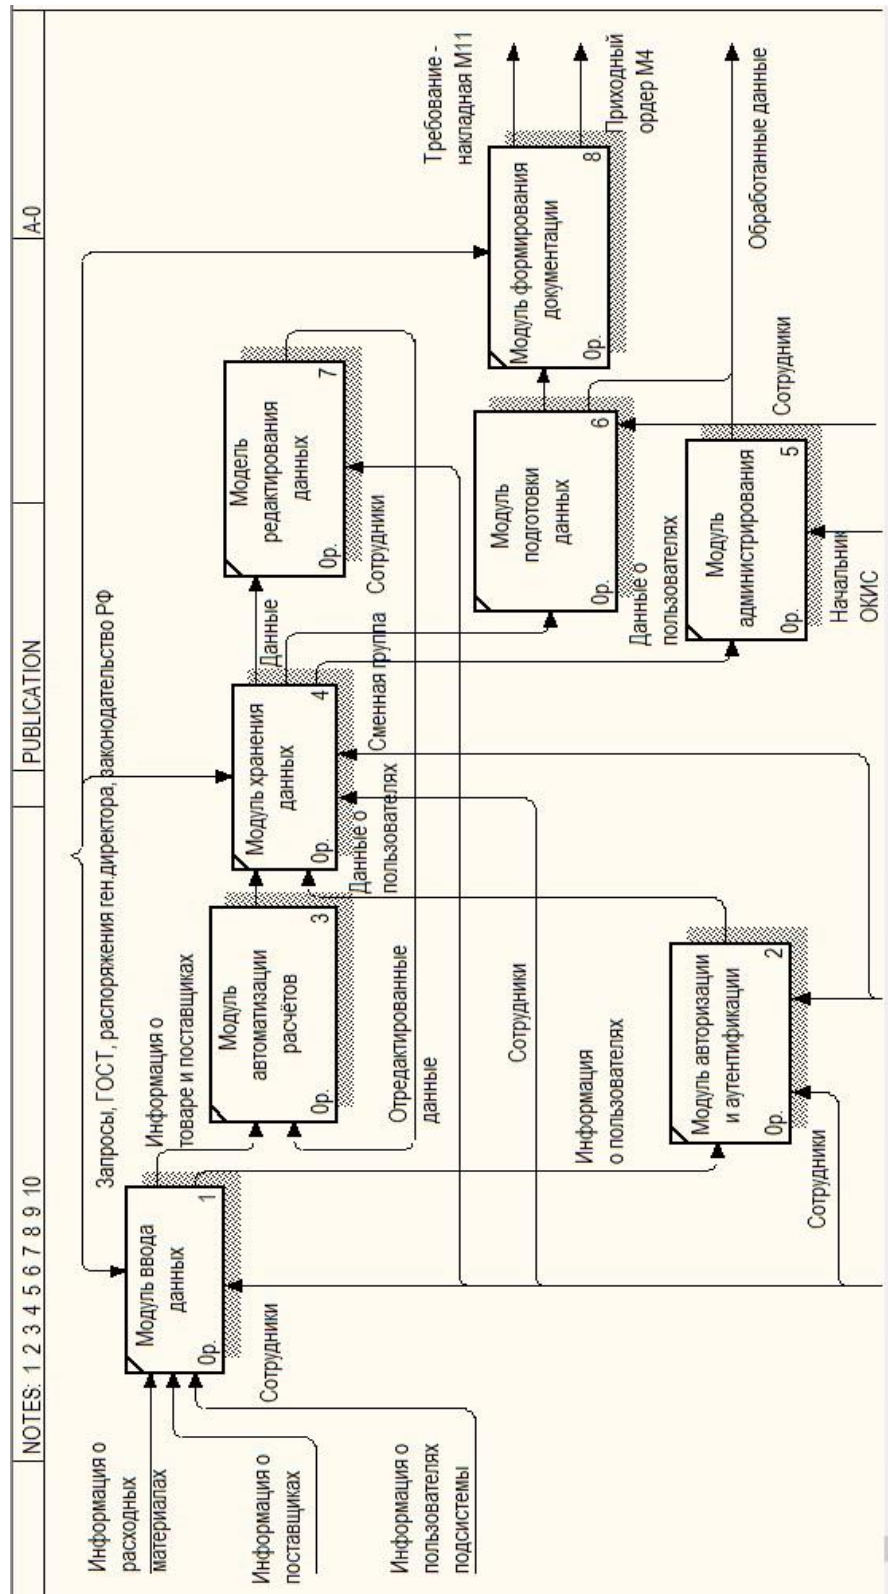 NOTES: 1 2 3 4 5 6 7 8 9 10
PUBLICATION
A-0
Запросы, ГОСТ, распоряжения ген.директора, законодательство РФ
Информация о
расходных
материалах
Информация о
поставщиках
Информация о
пользователях
подсистемы
Модуль ввода
данных
0р.
1
Сотрудники
Информация о
товаре и поставщиках
Модуль
автоматизации
расчётов
0р.
3
Отредактированные
данные
Информация
о пользователях
Сотрудники
Модуль авторизации
и аутентификации
0р.
2
Сотрудники
Модуль хранения
данных
0р.
4
Данные о
пользователях
Сменная группа
Данные
Модель
редактирования
данных
0р.
7
Сотрудники
Модуль
подготовки
данных
0р.
6
Данные о
пользователях
Модуль
администрирования
0р.
5
Начальник
ОКИС
Сотрудники
Модуль формирования
документации
0р.
8
Требование -
накладная М11
Приходный
ордер М4
Обработанные данные